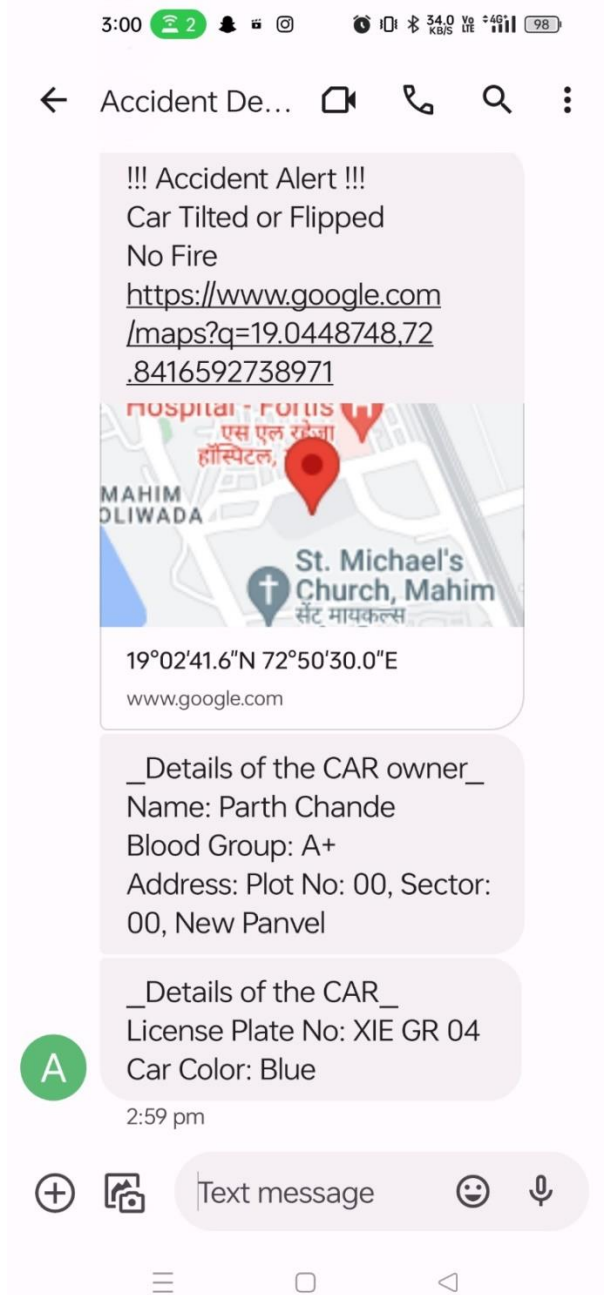 3:00 2 34.0 KB/S Vo LTE 4G 98
Accident De...
!!! Accident Alert !!!
Car Tilted or Flipped
No Fire
https://www.google.com
/maps?q=19.0448748,72
.8416592738971
Hospital - Fortis
एस एल रहेजा
हॉस्पिटल,
MAHIM
OLIWADA
St. Michael's
Church, Mahim
सेंट मायकल्स
19°02'41.6"N 72°50'30.0"E
www.google.com
_Details of the CAR owner_
Name: Parth Chande
Blood Group: A+
Address: Plot No: 00, Sector:
00, New Panvel
_Details of the CAR_
License Plate No: XIE GR 04
Car Color: Blue
A
2:59 pm
Text message